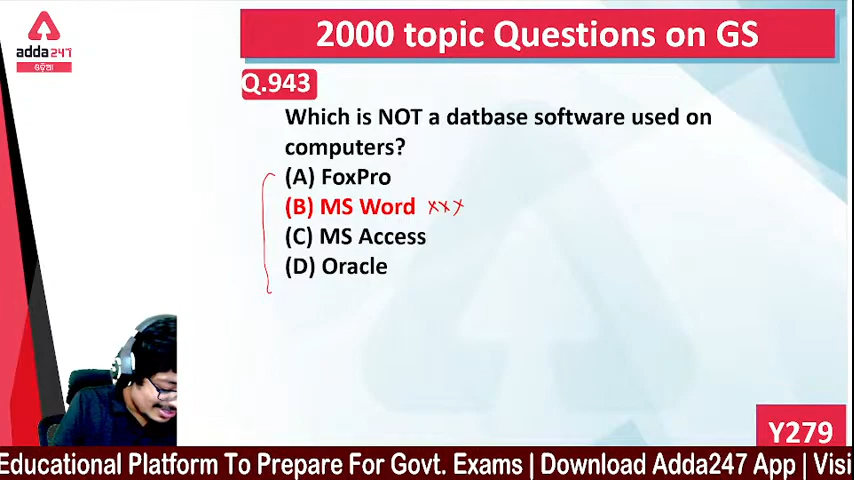 2000 topic Questions on GS
adda247
ଓଡ଼ିଆ
Q.943
Which is NOT a datbase software used on
computers?
(A) FoxPro
(B) MS Word xxx
(C) MS Access
(D) Oracle
Y279
Educational Platform To Prepare For Govt. Exams | Download Adda247 App | Visi